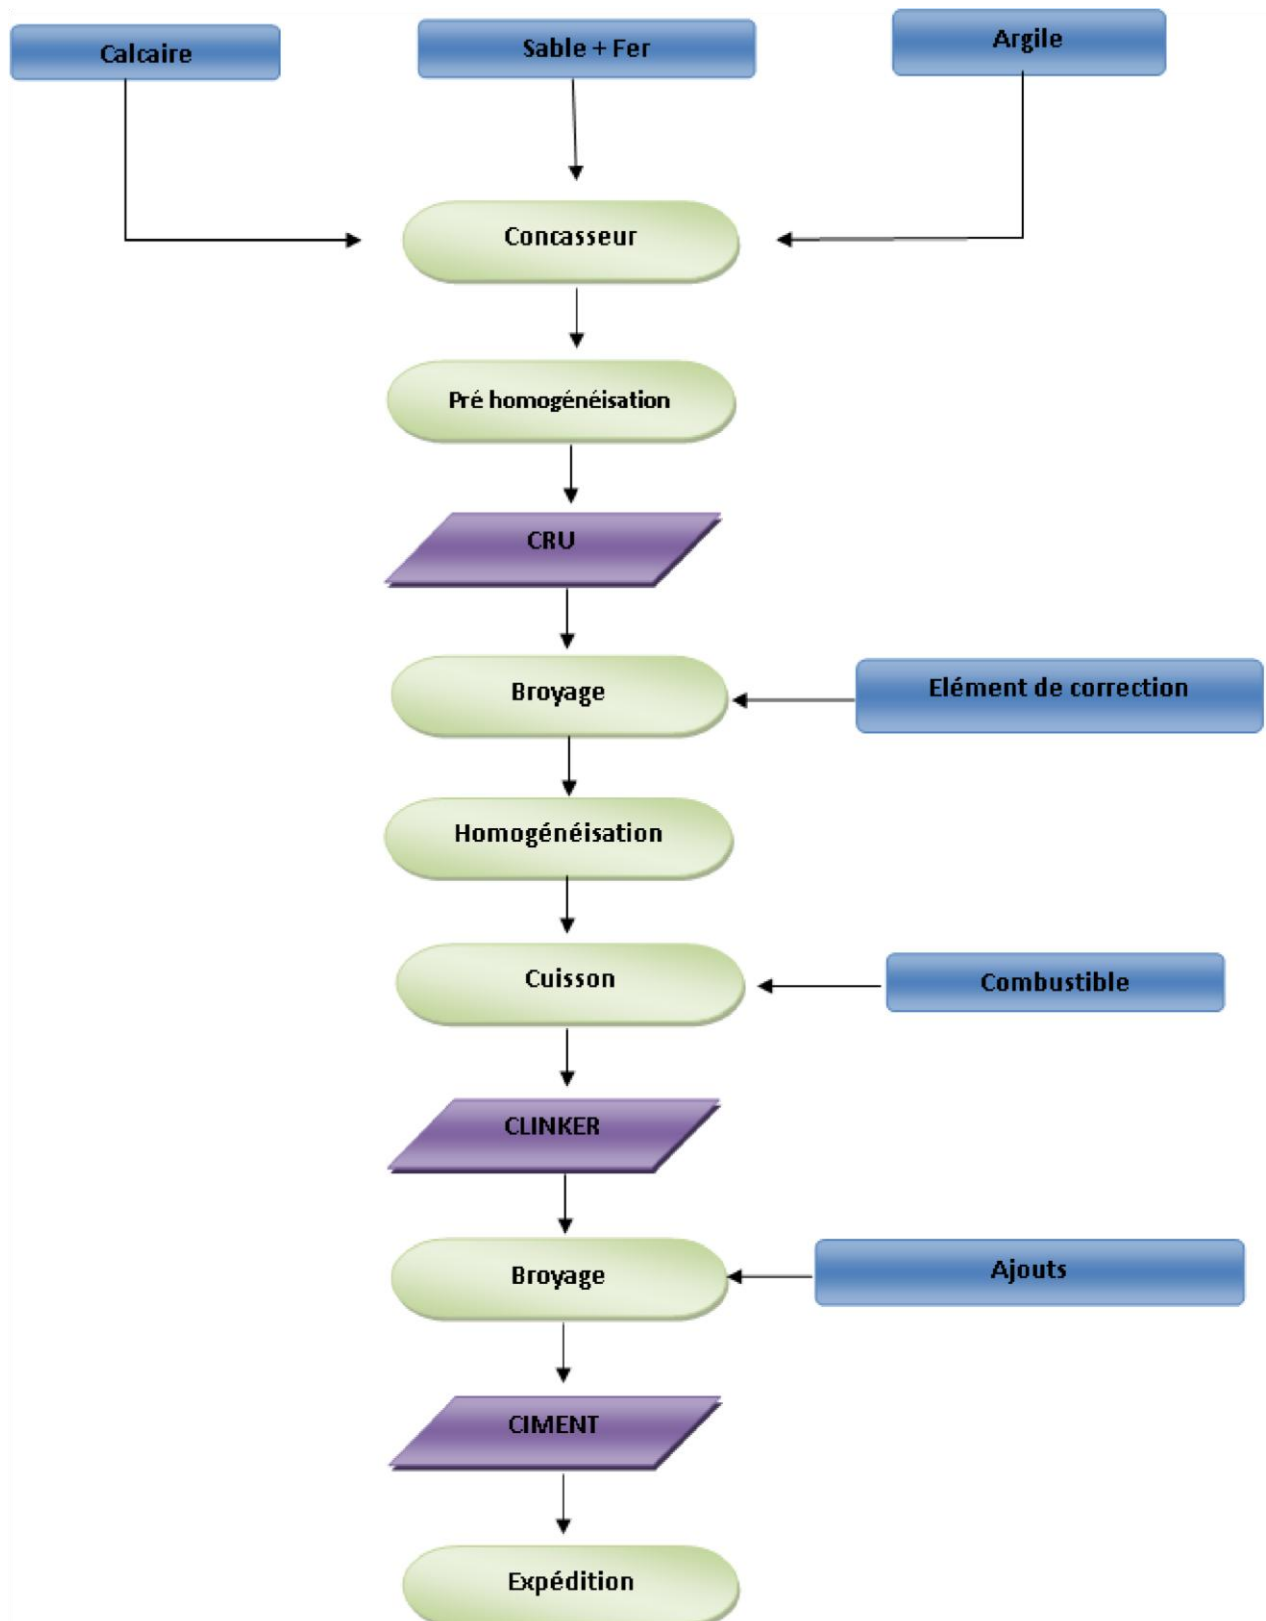 Calcaire
Sable + Fer
Argile
Concasseur
Pré homogénéisation
CRU
Broyage
Elément de correction
Homogénéisation
Cuisson
Combustible
CLINKER
Broyage
Ajouts
CIMENT
Expédition